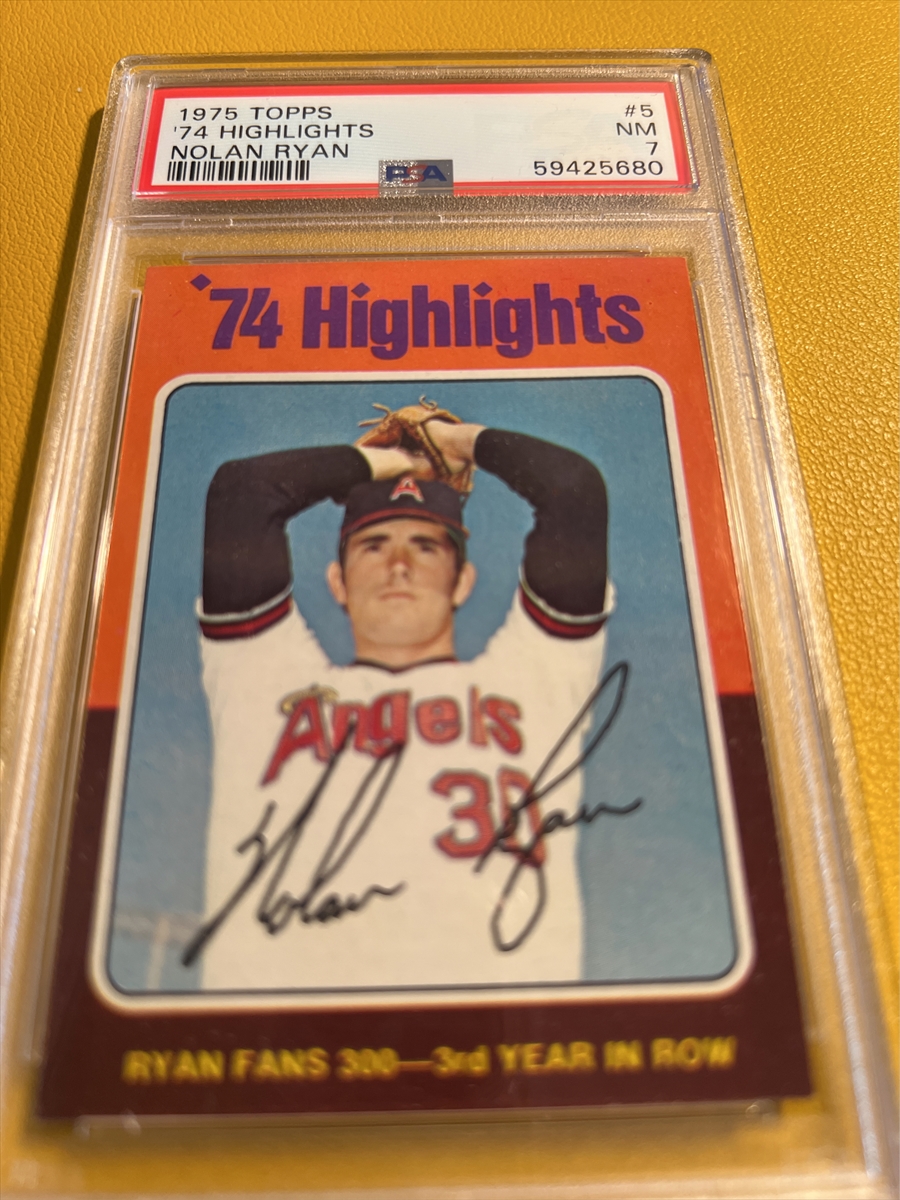 1975 TOPPS #5
'74 HIGHLIGHTS NM
NOLAN RYAN 7
PSA 59425680
'74 Highlights
A
Angels
30
Nolan Ryan
RYAN FANS 300—3rd YEAR IN ROW